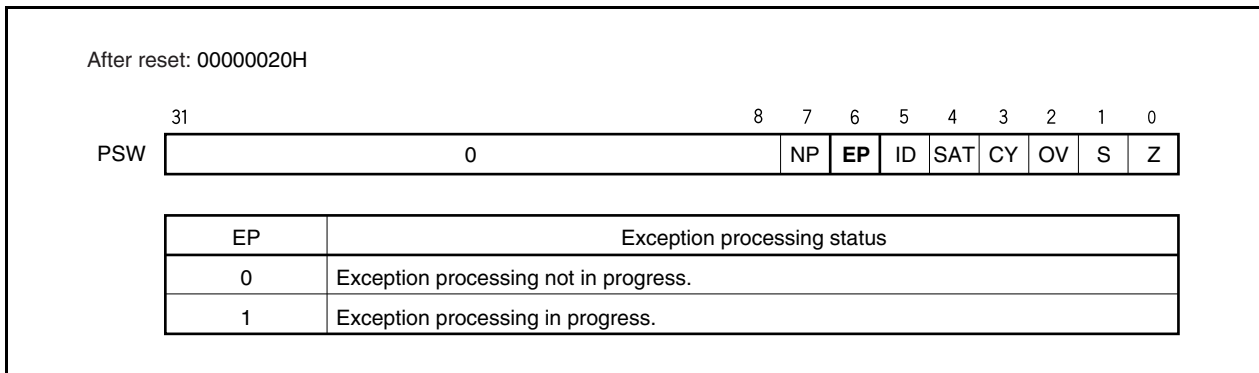 After reset: 00000020H
31 8 7 6 5 4 3 2 1 0
PSW 0 NP EP ID SAT CY OV S Z
EP Exception processing status
0 Exception processing not in progress.
1 Exception processing in progress.